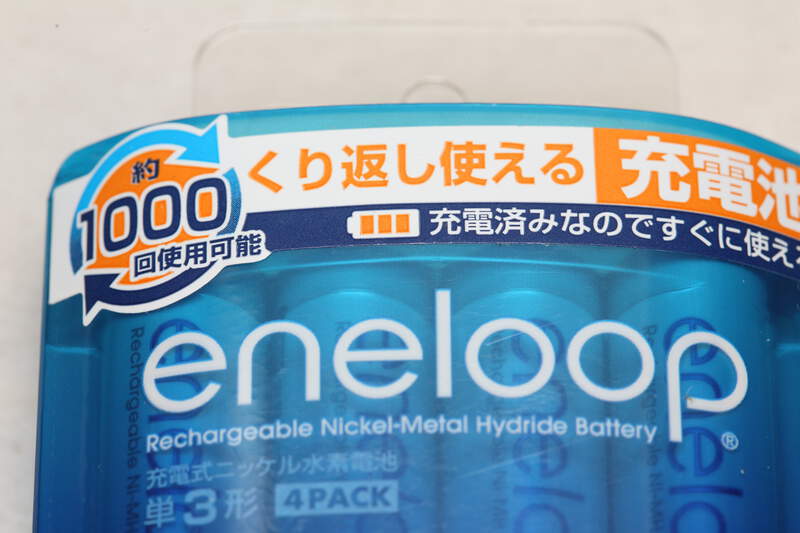 約
1000
回使用可能
くり返し使える 充電池
充電済みなのですぐに使え
eneloop
Rechargeable Nickel-Metal Hydride Battery
®
充電式ニッケル水素電池
単3形 4PACK